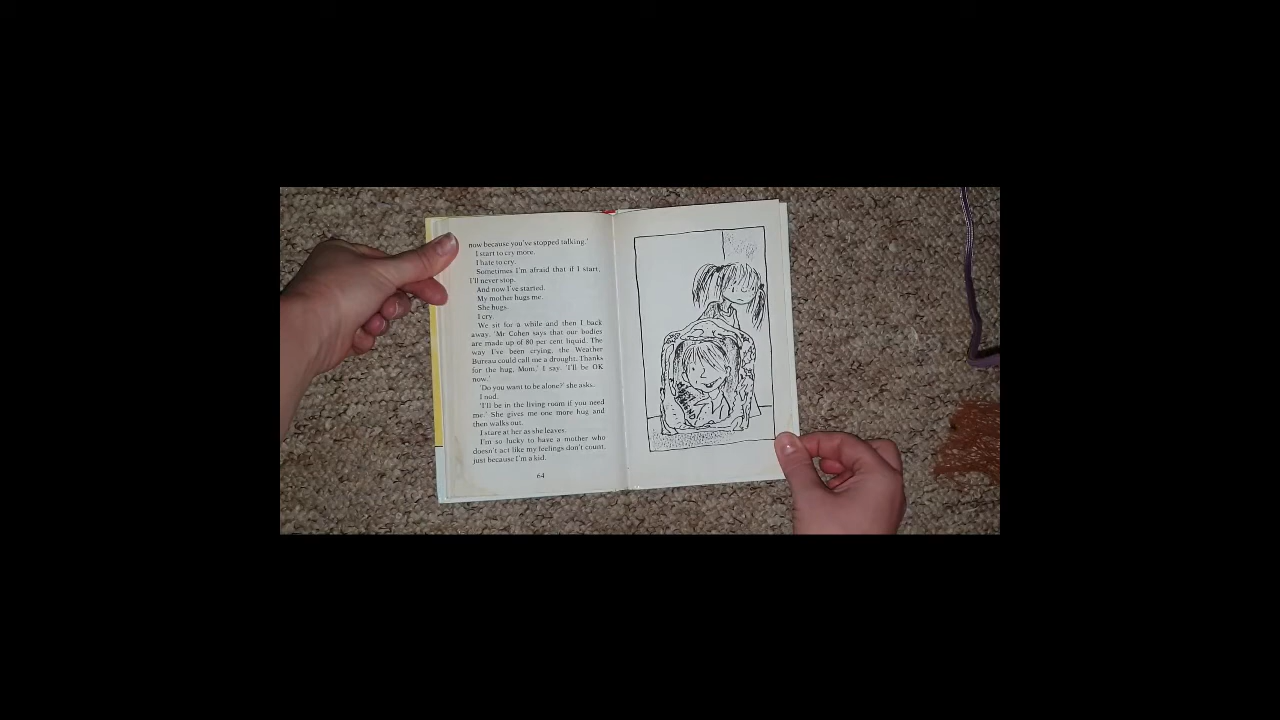 now because you've stopped talking.'
I start to cry more.
I hate to cry.
Sometimes I'm afraid that if I start,
I'll never stop.
And now I've started.
My mother hugs me.
She hugs.
I cry.
We sit for a while and then I back
away. 'Mr Cohen says that our bodies
are made up of 80 per cent liquid. The
way I've been crying, the Weather
Bureau could call me a drought. Thanks
for the hug, Mom,' I say. 'I'll be OK
now.'
'Do you want to be alone?' she asks.
I nod.
'I'll be in the living room if you need
me.' She gives me one more hug and
then walks out.
I stare at her as she leaves.
I'm so lucky to have a mother who
doesn't act like my feelings don't count,
just because I'm a kid.
64